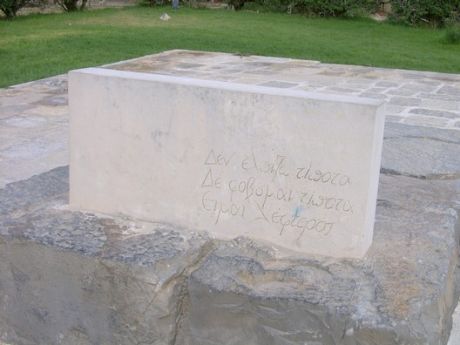 Δεν ελπίζω τίποτα
Δε φοβούμαι τίποτα
Είμαι λέφτερος